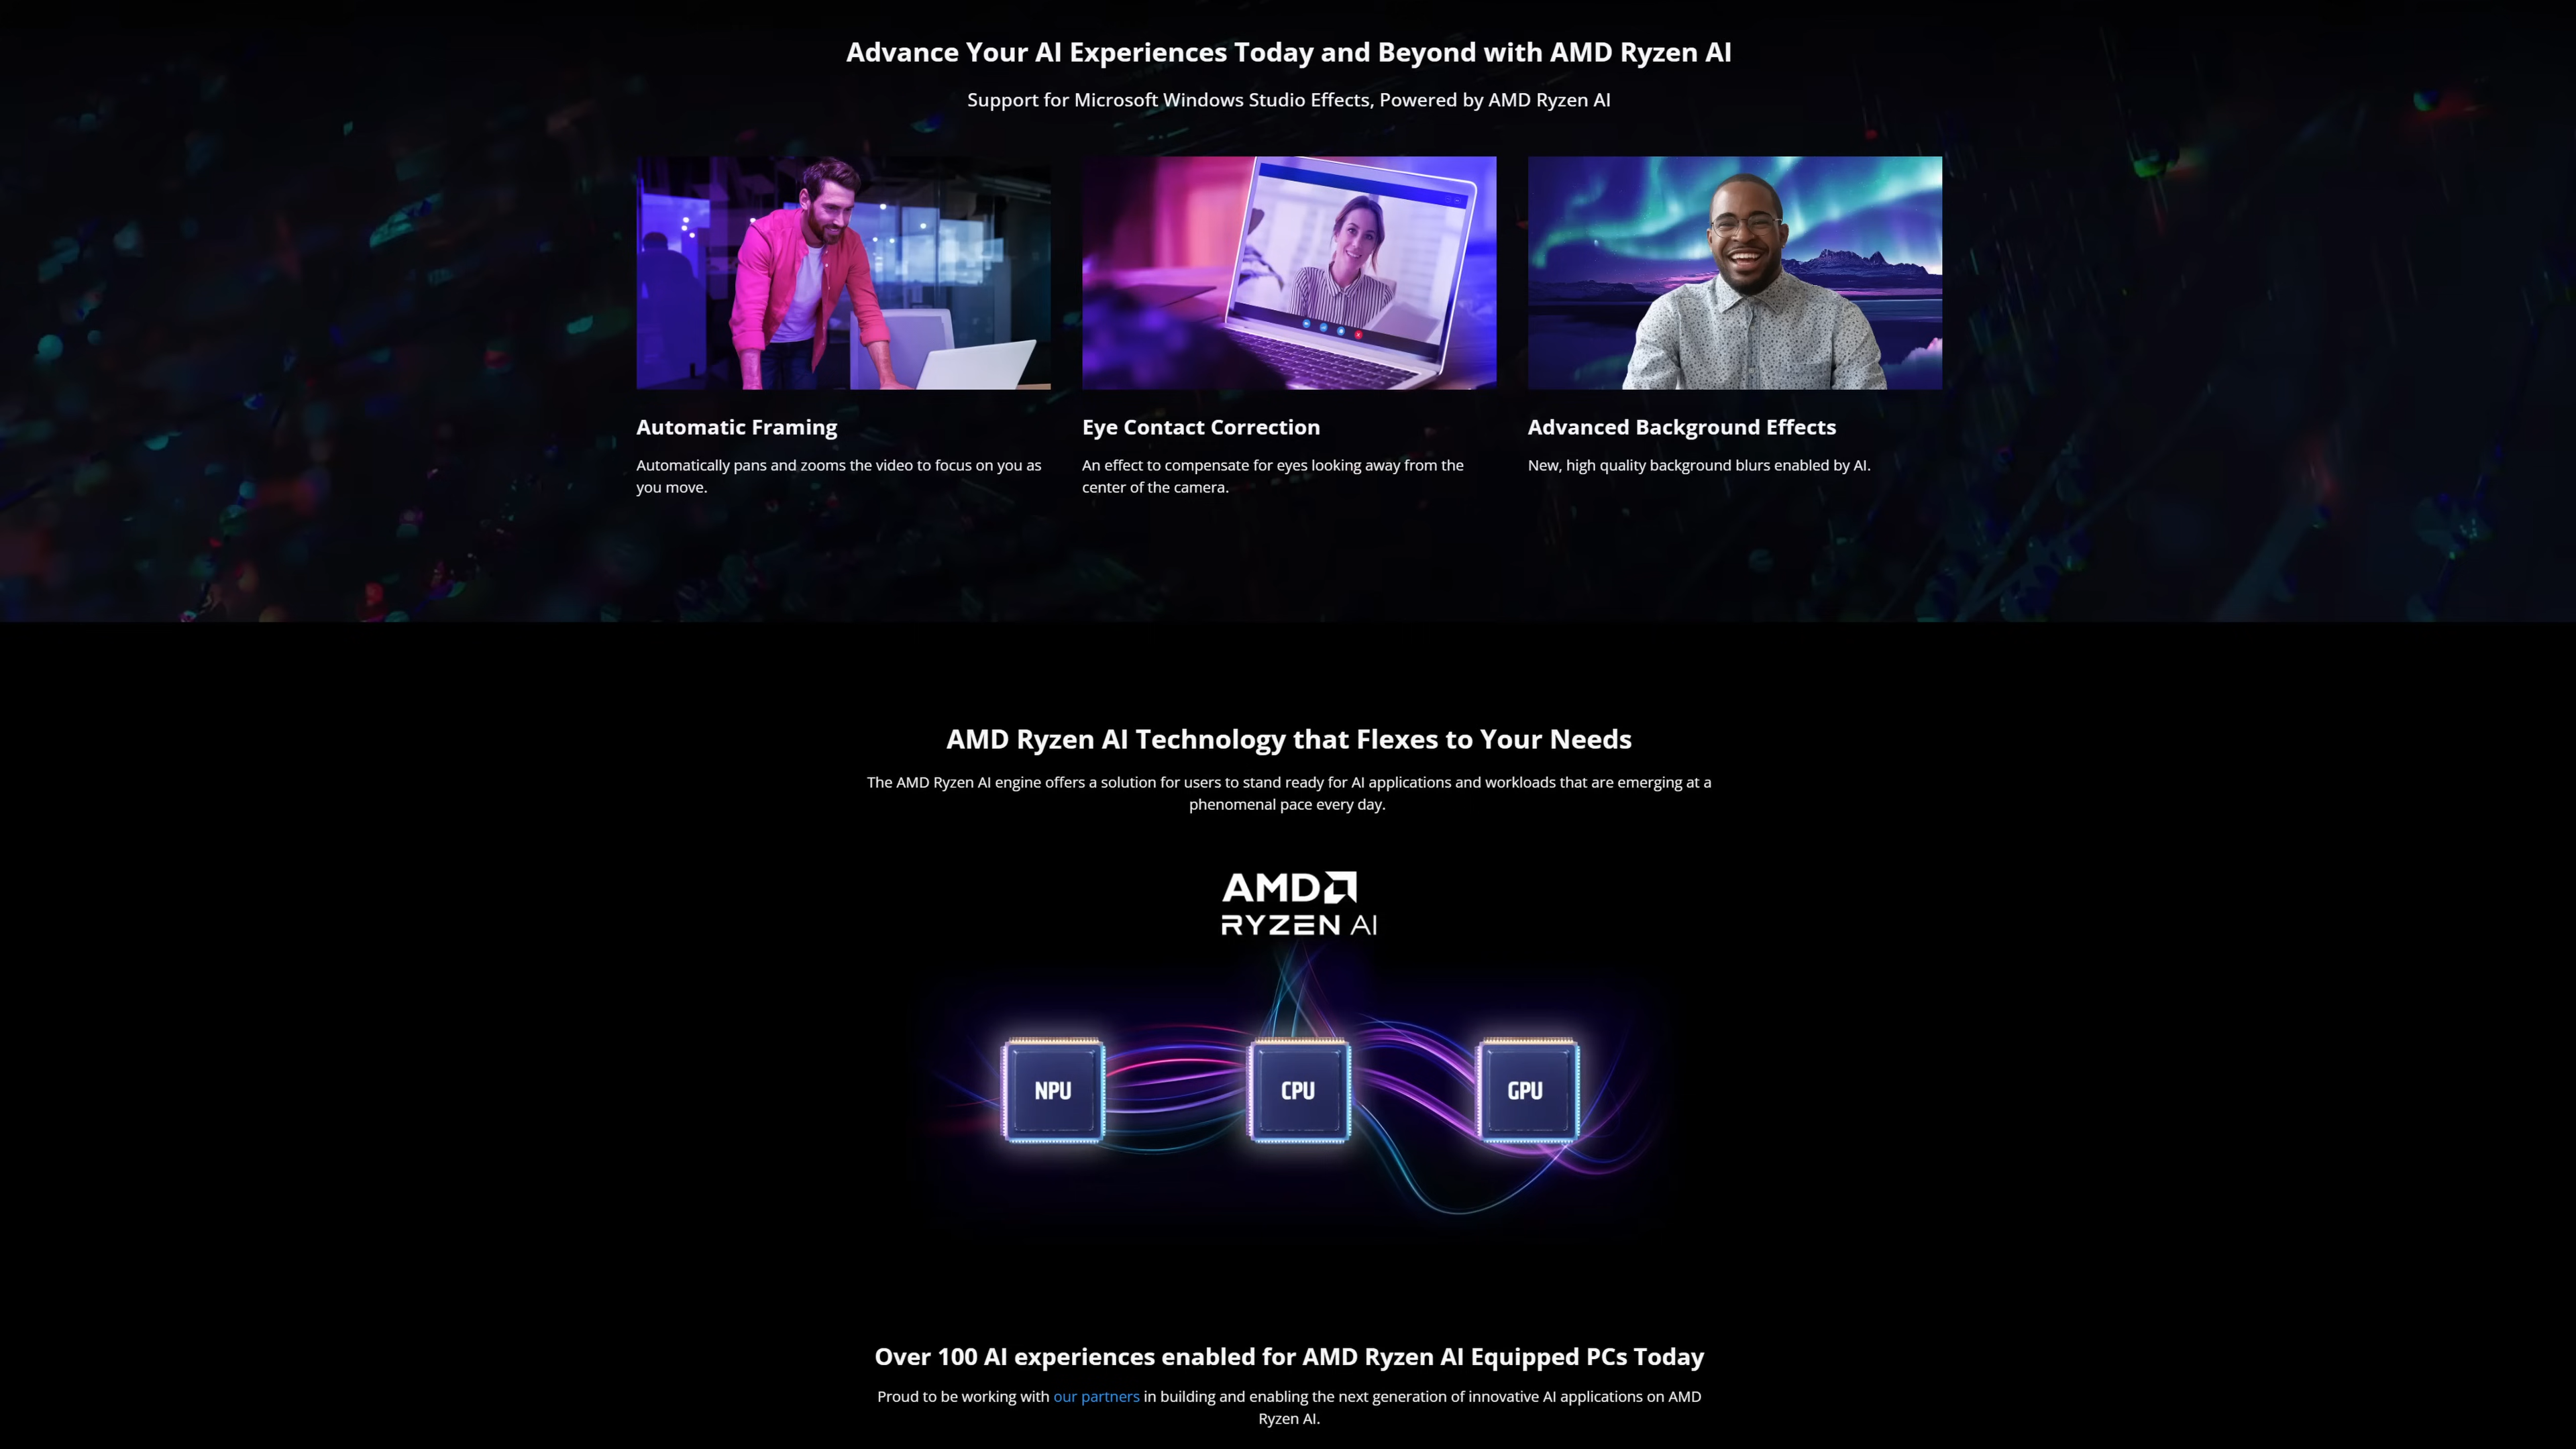 Advance Your AI Experiences Today and Beyond with AMD Ryzen AI
Support for Microsoft Windows Studio Effects, Powered by AMD Ryzen AI
Automatic Framing
Automatically pans and zooms the video to focus on you as
you move.
Eye Contact Correction
An effect to compensate for eyes looking away from the
center of the camera.
Advanced Background Effects
New, high quality background blurs enabled by AI.
AMD Ryzen AI Technology that Flexes to Your Needs
The AMD Ryzen AI engine offers a solution for users to stand ready for AI applications and workloads that are emerging at a
phenomenal pace every day.
AMD
RYZEN AI
NPU
CPU
GPU
Over 100 AI experiences enabled for AMD Ryzen AI Equipped PCs Today
Proud to be working with our partners in building and enabling the next generation of innovative AI applications on AMD
Ryzen AI.